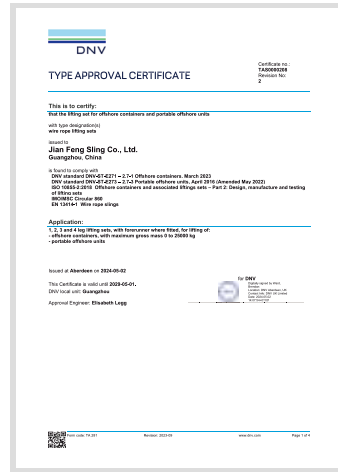 DNV
Certificate no.:
TAS0000208
Revision No:
2
TYPE APPROVAL CERTIFICATE
This is to certify:
that the lifting set for offshore containers and portable offshore units
with type designation(s)
wire rope lifting sets
issued to
Jian Feng Sling Co., Ltd.
Guangzhou, China
is found to comply with
DNV standard DNV-ST-E271 – 2.7-1 Offshore containers, March 2023
DNV standard DNV-ST-E273 – 2.7-3 Portable offshore units, April 2016 (Amended May 2022)
ISO 10855-2:2018 Offshore containers and associated lifting sets – Part 2: Design, manufacture and testing
of lifting sets
IMO/MSC Circular 860
EN 13414-1 Wire rope slings
Application:
1, 2, 3 and 4 leg lifting sets, with forerunner where fitted, for lifting of:
- offshore containers, with maximum gross mass 0 to 25000 kg
- portable offshore units
Issued at Aberdeen on 2024-05-02
for DNV
This Certificate is valid until 2029-05-01.
DNV local unit: Guangzhou
Approval Engineer: Elisabeth Legg
Form code: TA 251
Revision: 2023-09
www.dnv.com
Page 1 of 4